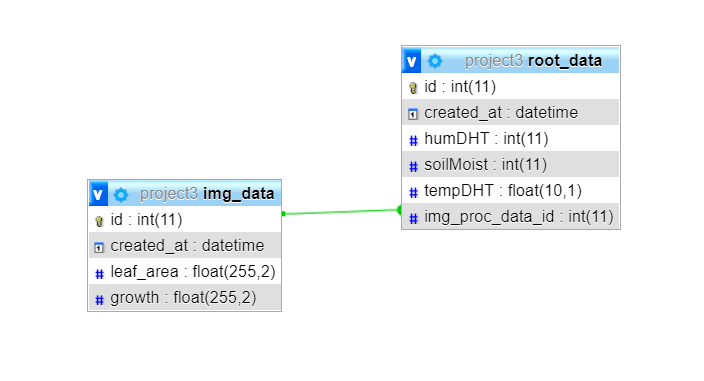 project3 root_data
id : int(11)
created_at : datetime
humDHT : int(11)
soilMoist : int(11)
tempDHT : float(10,1)
img_proc_data_id : int(11)
project3 img_data
id : int(11)
created_at : datetime
leaf_area : float(255,2)
growth : float(255,2)